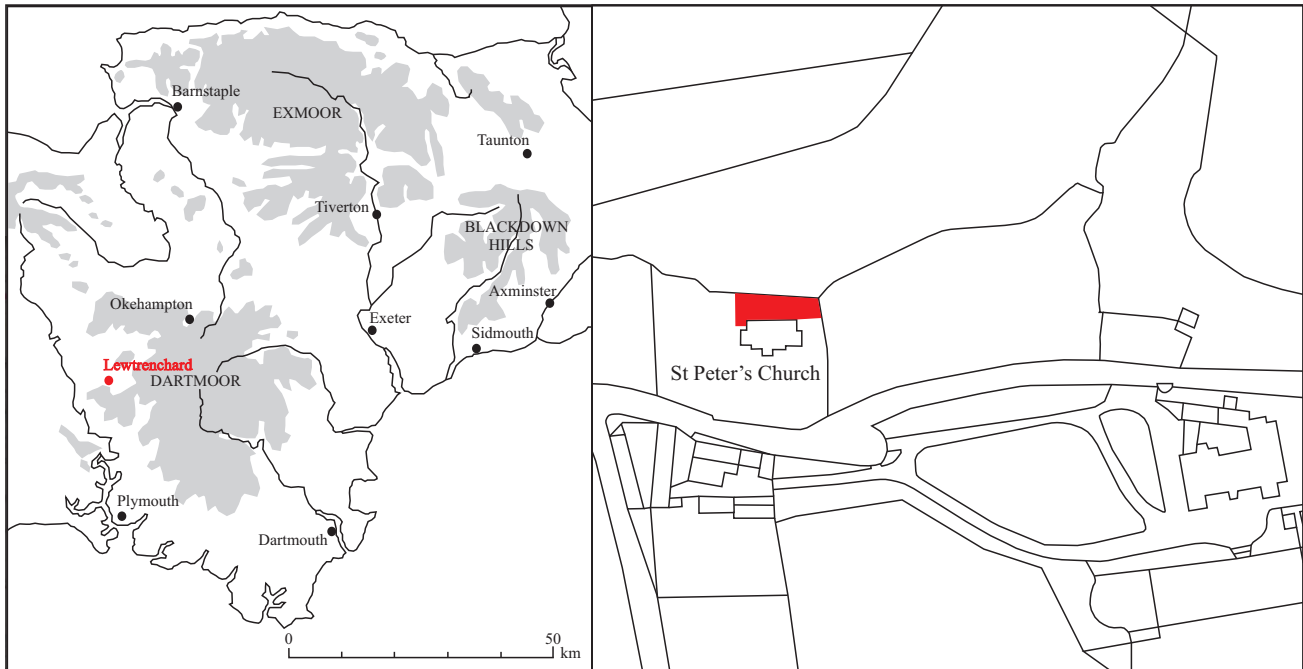 Barnstaple
EXMOOR
Taunton
Tiverton
BLACKDOWN
HILLS
Axminster
Okehampton
Exeter
Sidmouth
Lewtrenchard
DARTMOOR
Plymouth
Dartmouth
0
50
km
St Peter's Church